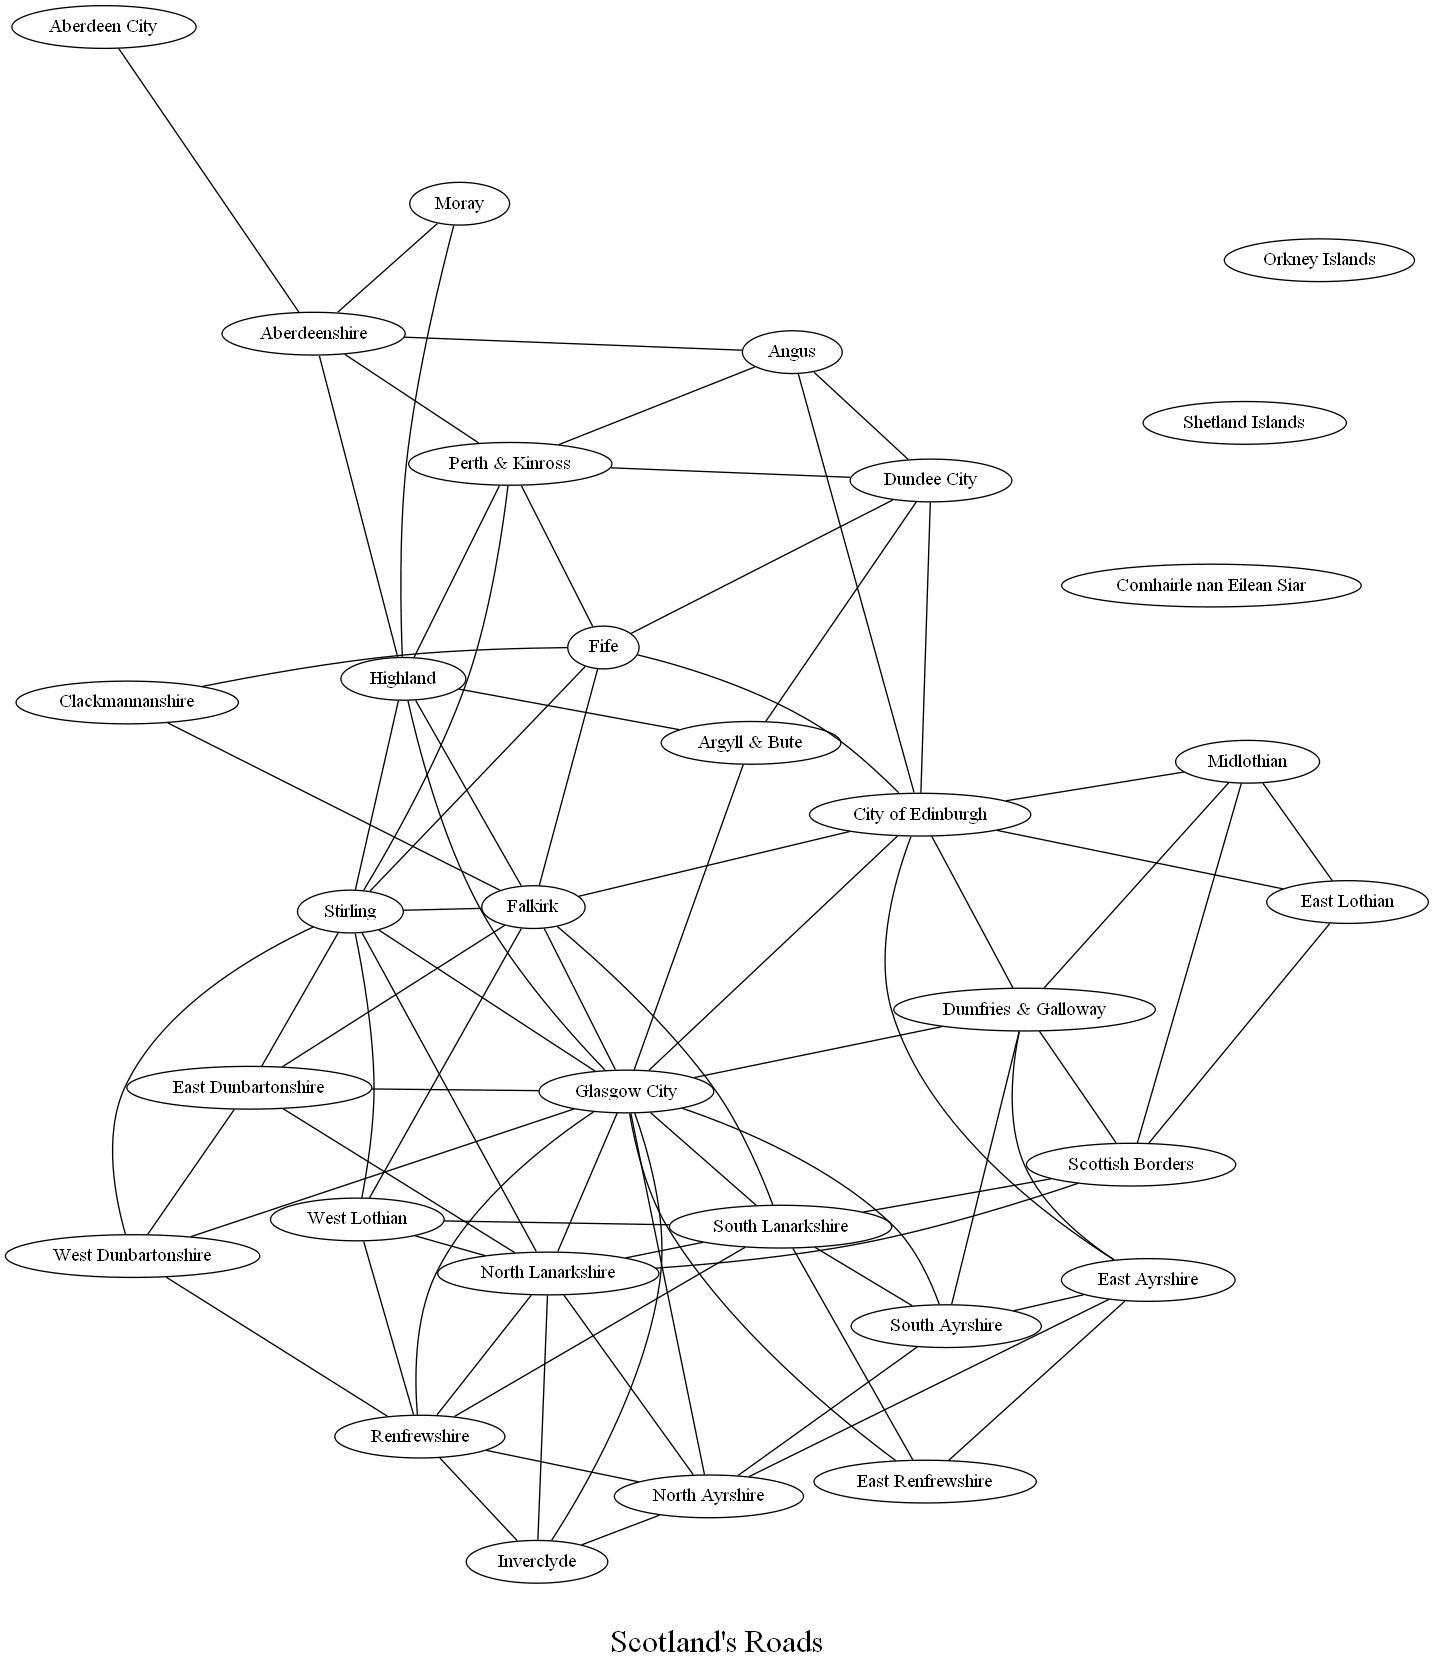 Aberdeen City
Moray
Orkney Islands
Aberdeenshire
Angus
Shetland Islands
Perth & Kinross
Dundee City
Comhairle nan Eilean Siar
Fife
Highland
Clackmannanshire
Argyll & Bute
Midlothian
City of Edinburgh
East Lothian
Stirling
Falkirk
Dumfries & Galloway
East Dunbartonshire
Glasgow City
Scottish Borders
West Lothian
South Lanarkshire
West Dunbartonshire
North Lanarkshire
East Ayrshire
South Ayrshire
Renfrewshire
East Renfrewshire
North Ayrshire
Inverclyde
Scotland's Roads